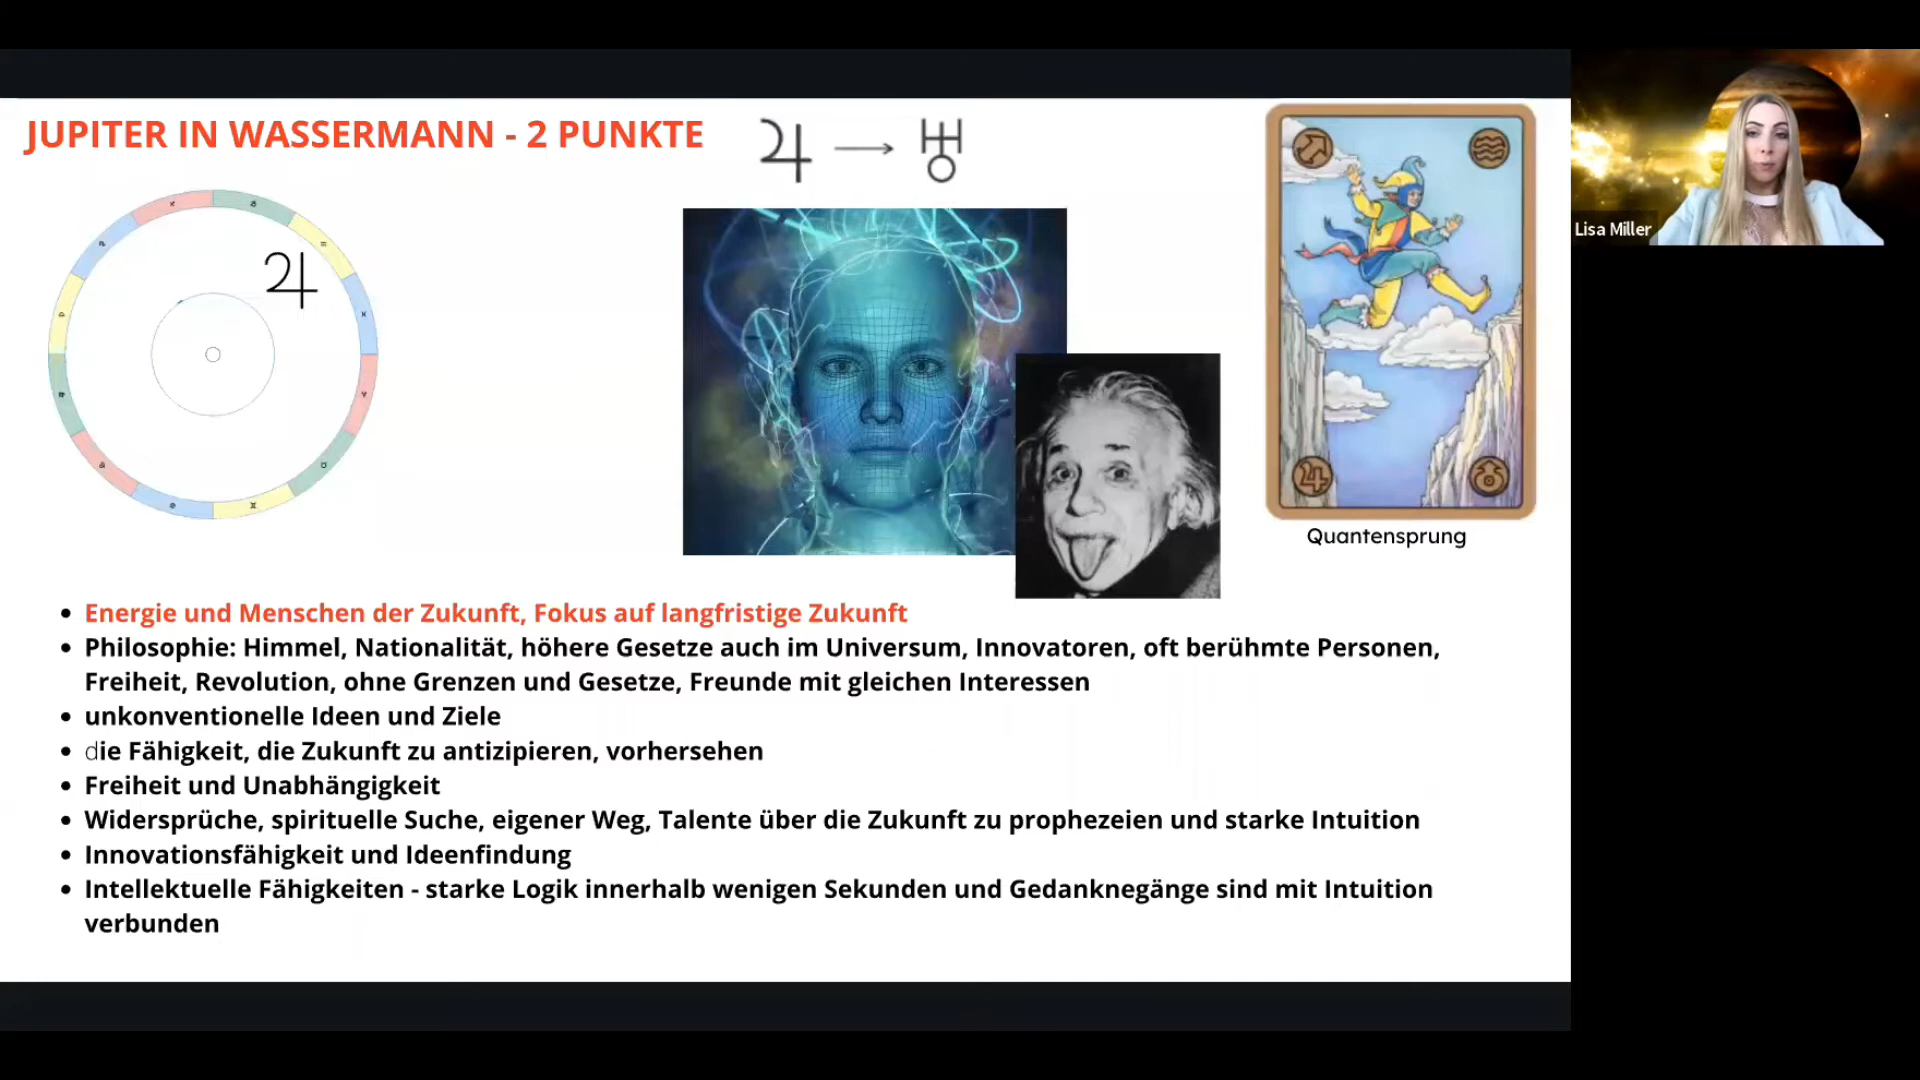 JUPITER IN WASSERMANN - 2 PUNKTE
♃ → ♅
♃
Lisa Miller
Quantensprung
• Energie und Menschen der Zukunft, Fokus auf langfristige Zukunft
• Philosophie: Himmel, Nationalität, höhere Gesetze auch im Universum, Innovatoren, oft berühmte Personen,
Freiheit, Revolution, ohne Grenzen und Gesetze, Freunde mit gleichen Interessen
• unkonventionelle Ideen und Ziele
• die Fähigkeit, die Zukunft zu antizipieren, vorhersehen
• Freiheit und Unabhängigkeit
• Widersprüche, spirituelle Suche, eigener Weg, Talente über die Zukunft zu prophezeien und starke Intuition
• Innovationsfähigkeit und Ideenfindung
• Intellektuelle Fähigkeiten - starke Logik innerhalb wenigen Sekunden und Gedanknegänge sind mit Intuition
verbunden